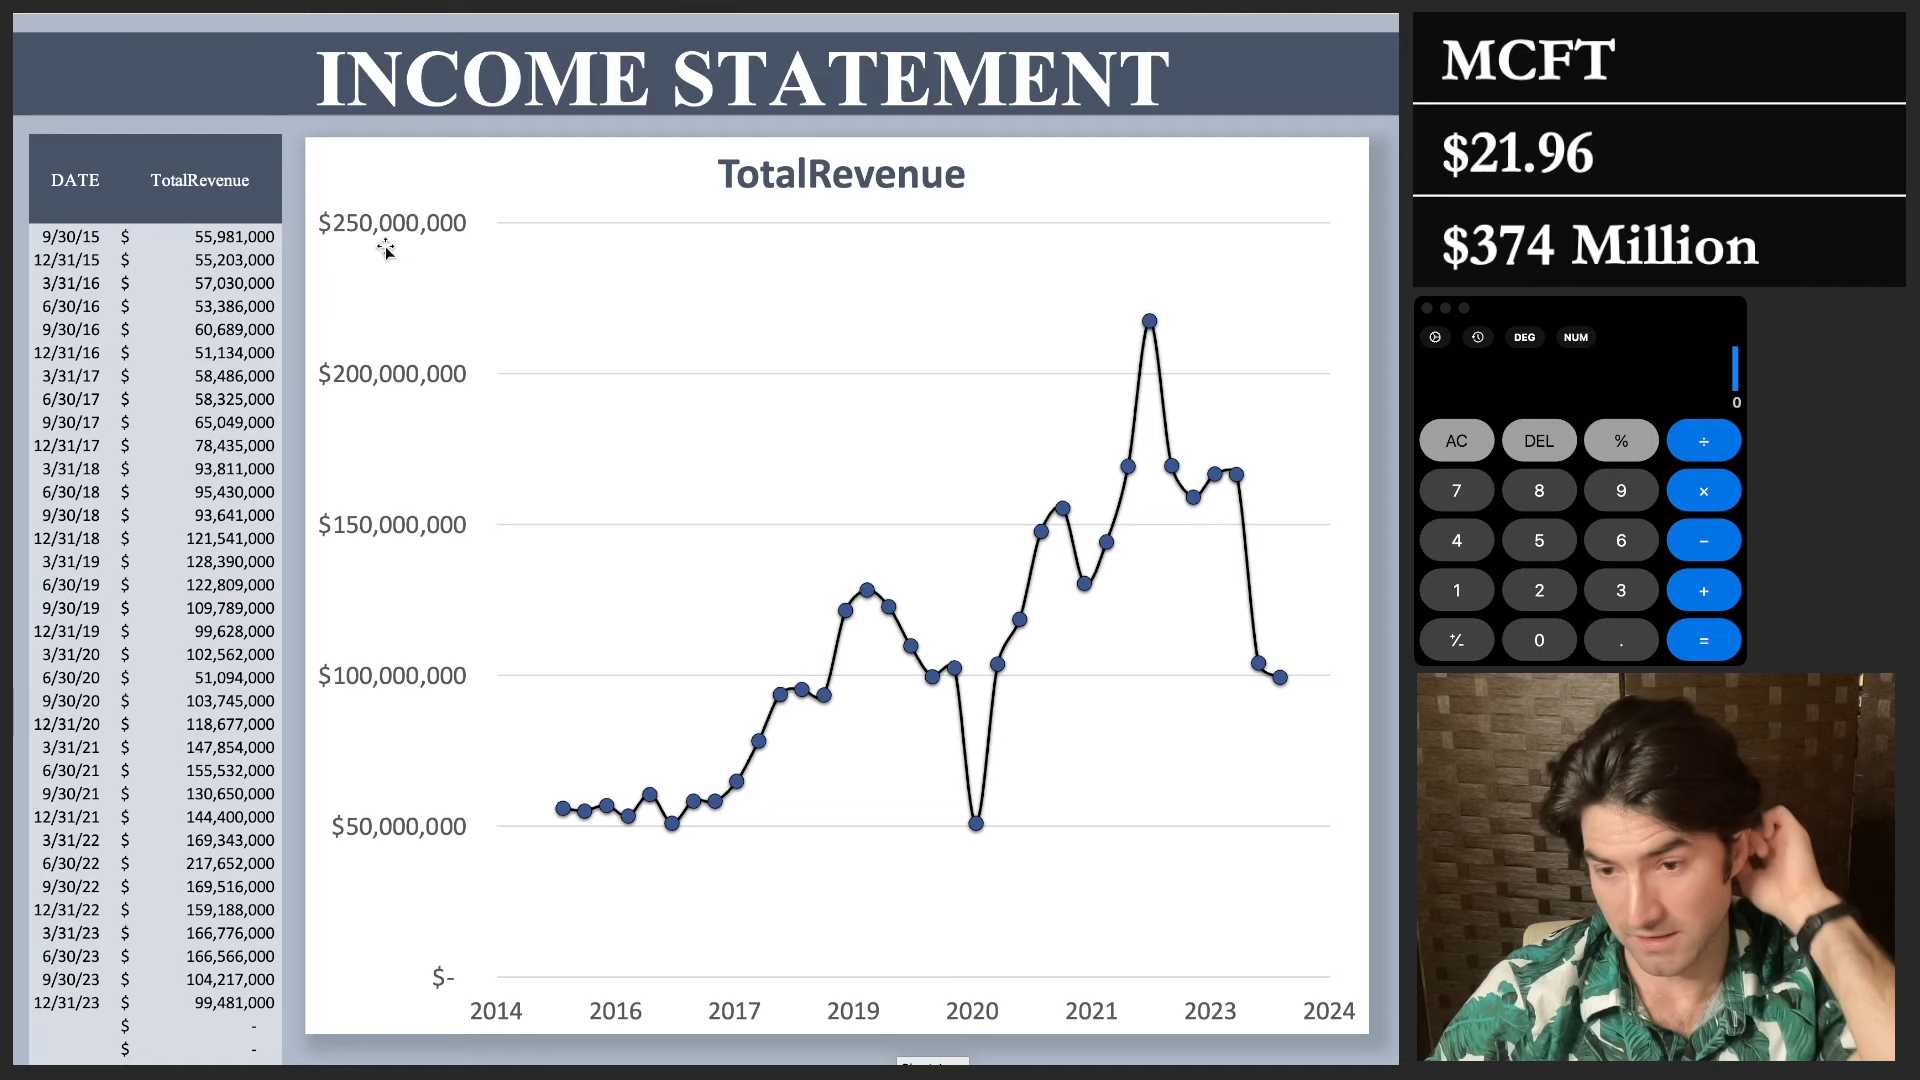 INCOME STATEMENT
DATE TotalRevenue
9/30/15 $ 55,981,000
12/31/15 $ 55,203,000
3/31/16 $ 57,030,000
6/30/16 $ 53,386,000
9/30/16 $ 60,689,000
12/31/16 $ 51,134,000
3/31/17 $ 58,486,000
6/30/17 $ 58,325,000
9/30/17 $ 65,049,000
12/31/17 $ 78,435,000
3/31/18 $ 93,811,000
6/30/18 $ 95,430,000
9/30/18 $ 93,641,000
12/31/18 $ 121,541,000
3/31/19 $ 128,390,000
6/30/19 $ 122,809,000
9/30/19 $ 109,789,000
12/31/19 $ 99,628,000
3/31/20 $ 102,562,000
6/30/20 $ 51,094,000
9/30/20 $ 103,745,000
12/31/20 $ 118,677,000
3/31/21 $ 147,854,000
6/30/21 $ 155,532,000
9/30/21 $ 130,650,000
12/31/21 $ 144,400,000
3/31/22 $ 169,343,000
6/30/22 $ 217,652,000
9/30/22 $ 169,516,000
12/31/22 $ 159,188,000
3/31/23 $ 166,776,000
6/30/23 $ 166,566,000
9/30/23 $ 104,217,000
12/31/23 $ 99,481,000
$ -
$ -
TotalRevenue
$250,000,000
$200,000,000
$150,000,000
$100,000,000
$50,000,000
$-
2014 2016 2017 2019 2020 2021 2023 2024
MCFT
$21.96
$374 Million
DEG NUM
0
AC DEL % ÷
7 8 9 ×
4 5 6 −
1 2 3 +
+/- 0 . =